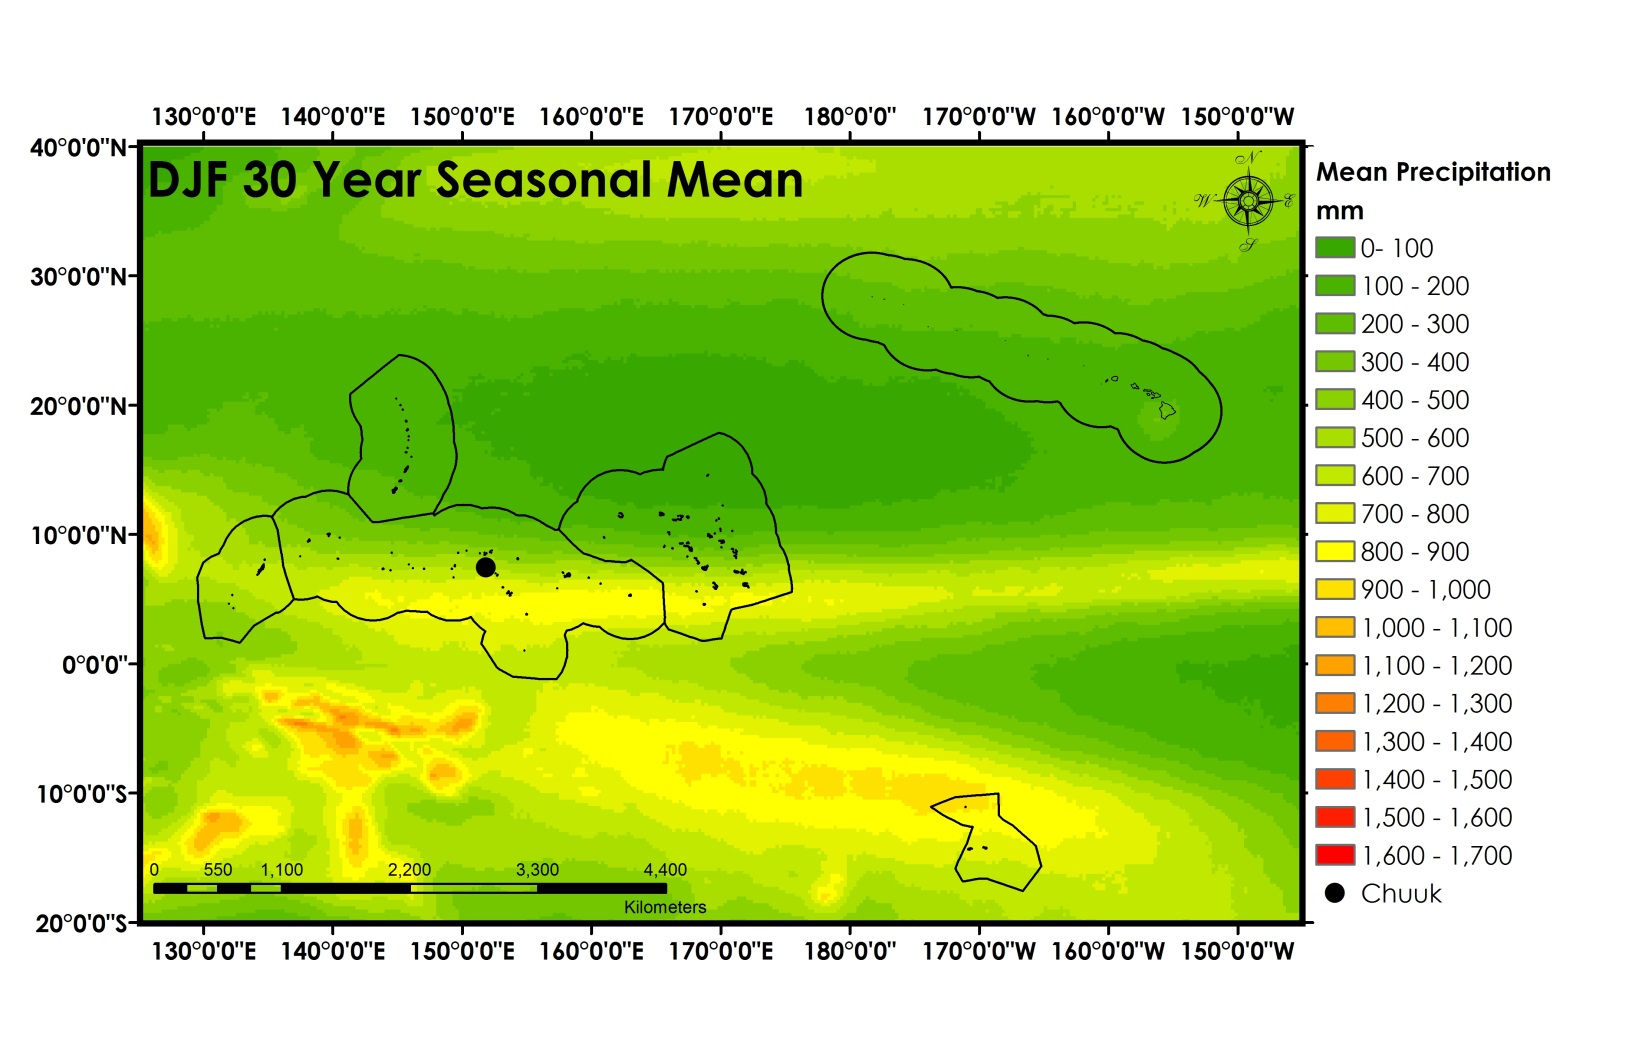 130°0'0"E 140°0'0"E 150°0'0"E 160°0'0"E 170°0'0"E 180°0'0" 170°0'0"W 160°0'0"W 150°0'0"W
40°0'0"N
30°0'0"N
20°0'0"N
10°0'0"N
0°0'0"
10°0'0"S
20°0'0"S
DJF 30 Year Seasonal Mean
N
W E
S
0 550 1,100 2,200 3,300 4,400
Kilometers
130°0'0"E 140°0'0"E 150°0'0"E 160°0'0"E 170°0'0"E 180°0'0" 170°0'0"W 160°0'0"W 150°0'0"W
Mean Precipitation
mm
0- 100
100 - 200
200 - 300
300 - 400
400 - 500
500 - 600
600 - 700
700 - 800
800 - 900
900 - 1,000
1,000 - 1,100
1,100 - 1,200
1,200 - 1,300
1,300 - 1,400
1,400 - 1,500
1,500 - 1,600
1,600 - 1,700
Chuuk